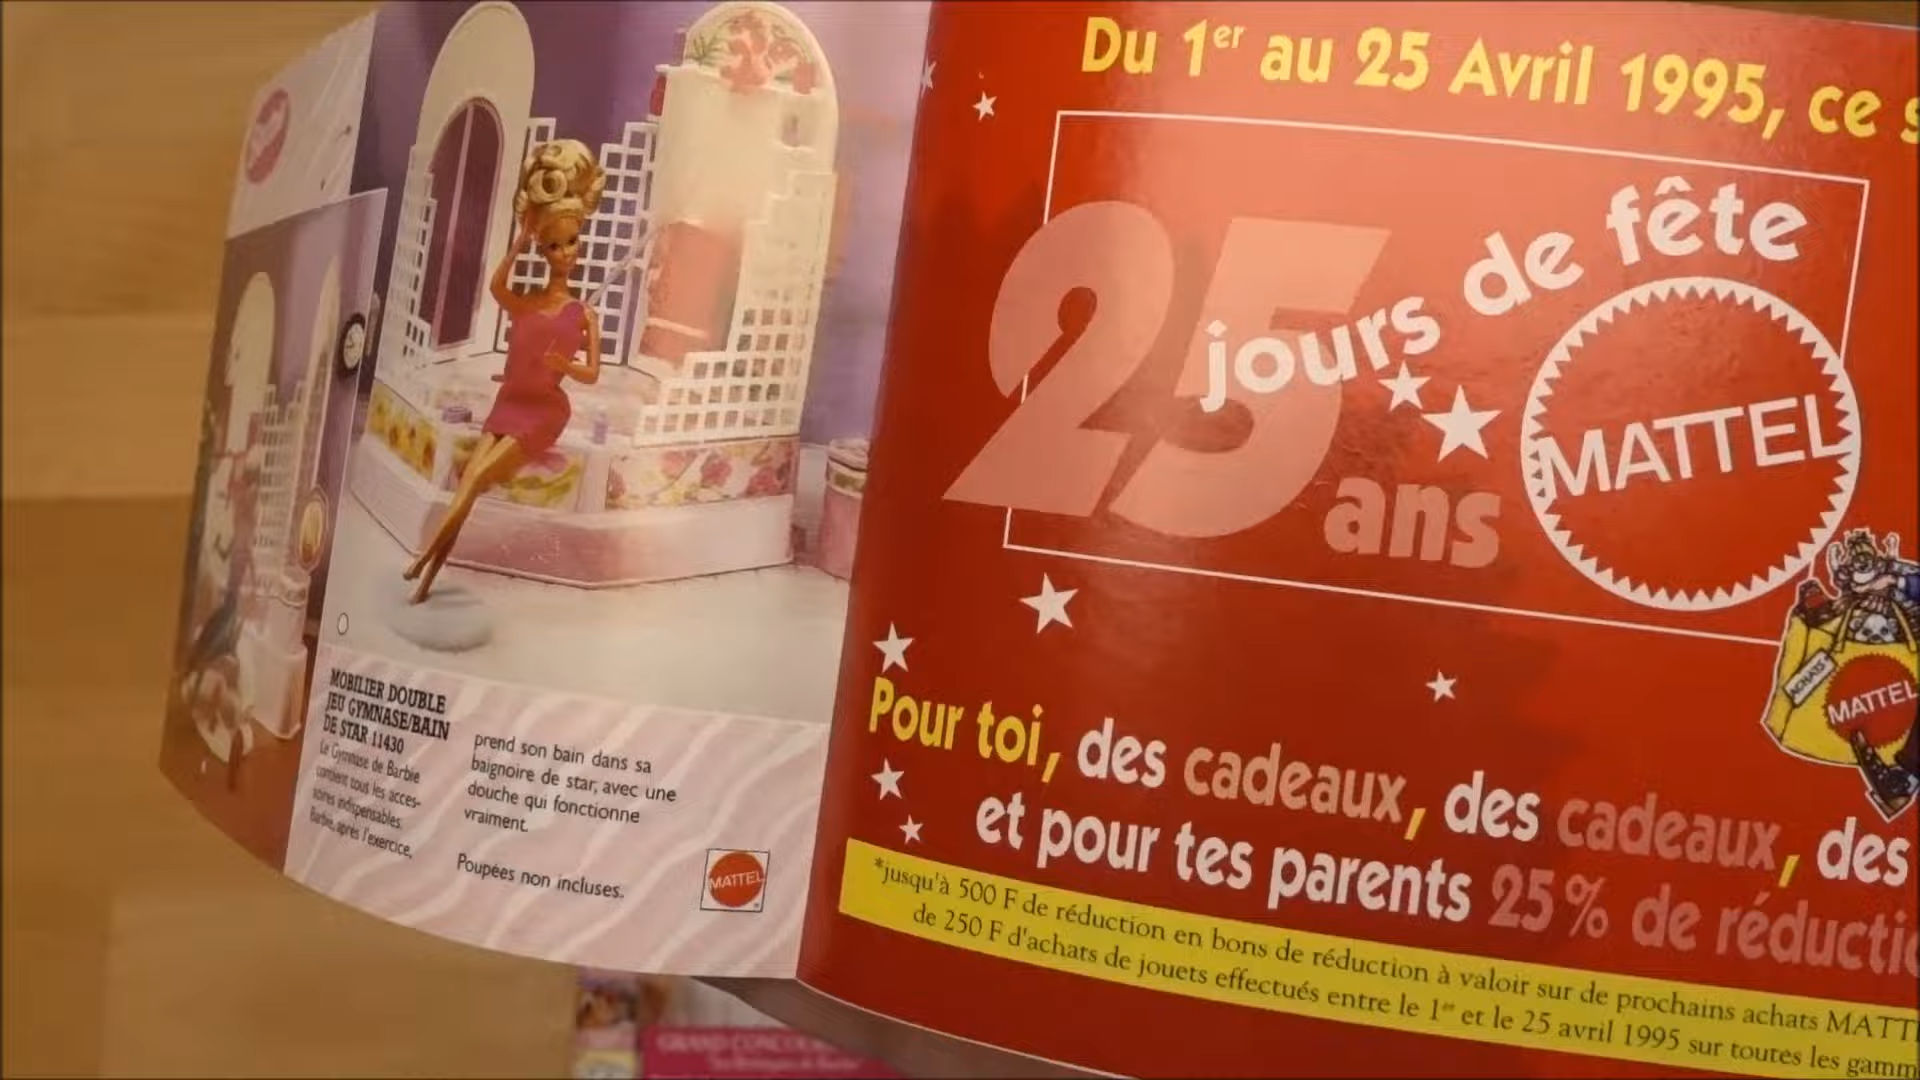 MOBILIER DOUBLE
JEU GYMNASE/BAIN
DE STAR 11430
Le Gymnase de Barbie
contient tous les acces-
soires indispensables.
Barbie, après l'exercice,
prend son bain dans sa
baignoire de star, avec une
douche qui fonctionne
vraiment.
Poupées non incluses.
MATTEL
Du 1er au 25 Avril 1995, ce
25 jours de fête
ans
MATTEL
ACHATS
MATTEL
Pour toi, des cadeaux, des cadeaux, des
et pour tes parents 25% de réducti
*jusqu'à 500 F de réduction en bons de réduction à valoir sur de prochains achats MATT
de 250 F d'achats de jouets effectués entre le 1er et le 25 avril 1995 sur toutes les gamm